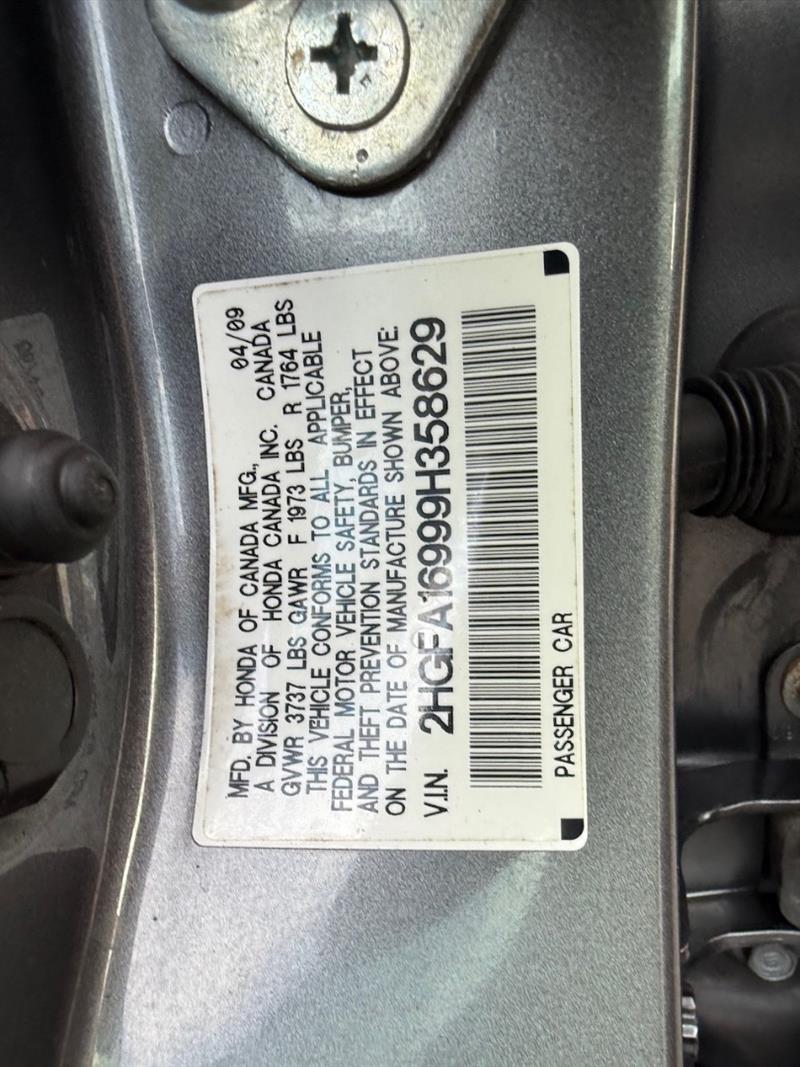 MFD. BY HONDA OF CANADA MFG., 04/09
A DIVISION OF HONDA CANADA INC. CANADA
GVWR 3737 LBS GAWR F 1973 LBS R 1764 LBS
THIS VEHICLE CONFORMS TO ALL APPLICABLE
FEDERAL MOTOR VEHICLE SAFETY, BUMPER,
AND THEFT PREVENTION STANDARDS IN EFFECT
ON THE DATE OF MANUFACTURE SHOWN ABOVE:
V.I.N. 2HGFA16999H358629
PASSENGER CAR